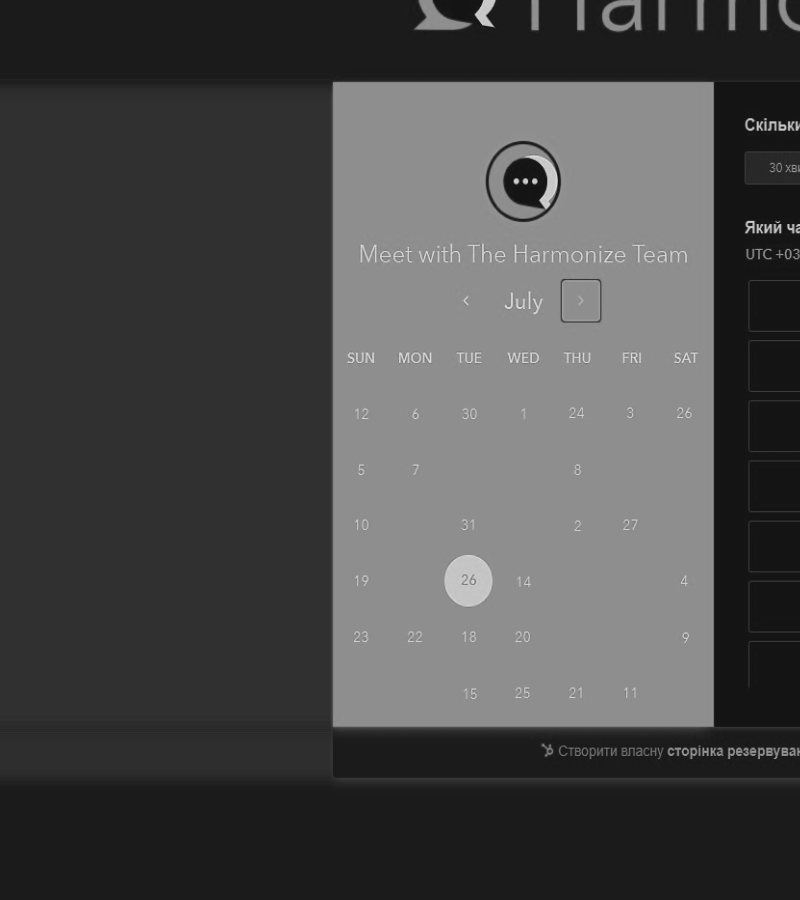 Harmo
Meet with The Harmonize Team
July
SUN MON TUE WED THU FRI SAT
12 6 30 1 24 3 26
5 7 8
10 31 2 27
19 26 14 4
23 22 18 20 9
15 25 21 11
Створити власну сторінка резервуван
Скільки
30 хви
Який ча
UTC +03